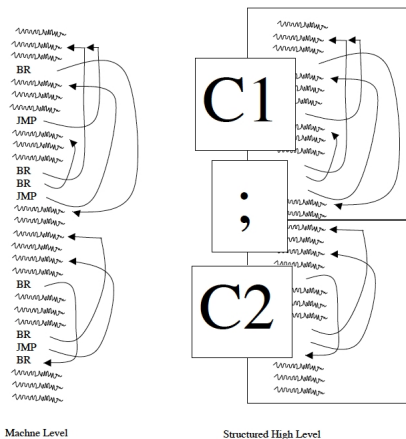 BR
JMP
BR
BR
JMP
BR
BR
JMP
BR
C1
;
C2
Machne Level
Structured High Level